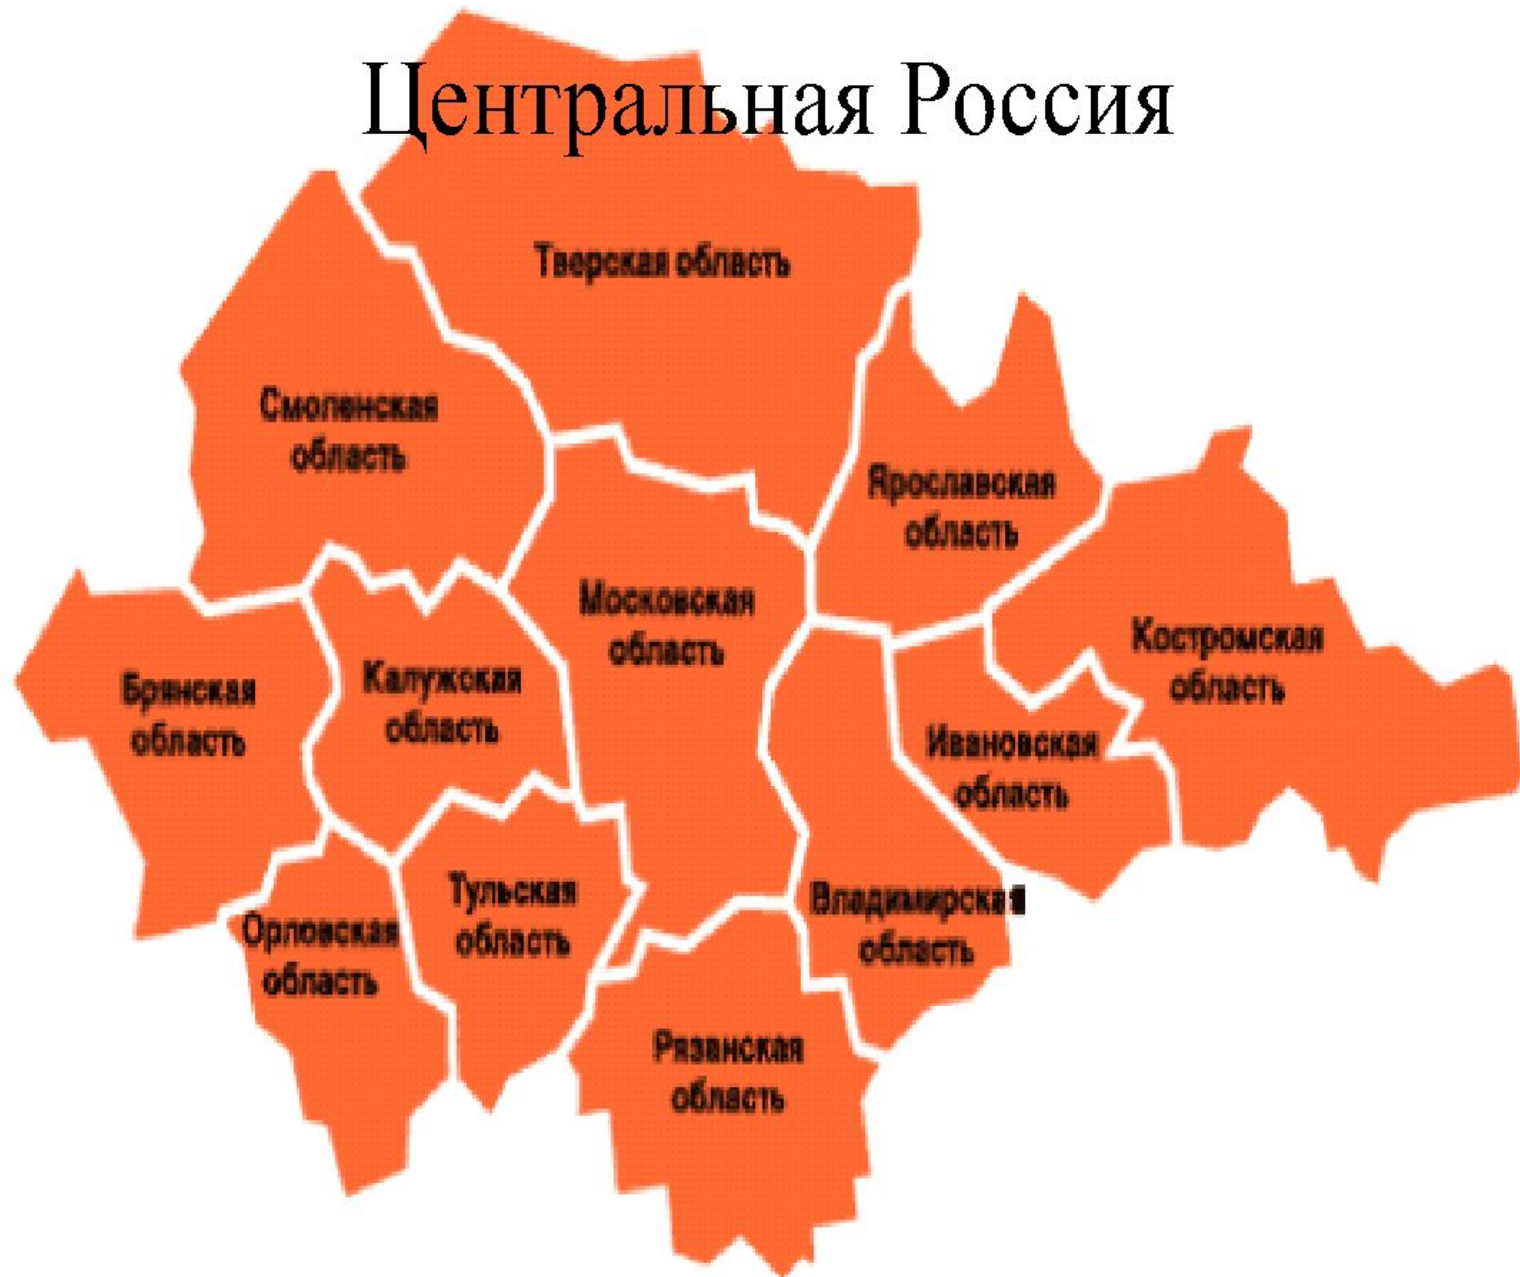 Центральная Россия
Тверская область
Смоленская
область
Ярославская
область
Московская
область
Костромская
область
Брянская
область
Калужская
область
Ивановская
область
Тульская
область
Владимирская
область
Орловская
область
Рязанская
область